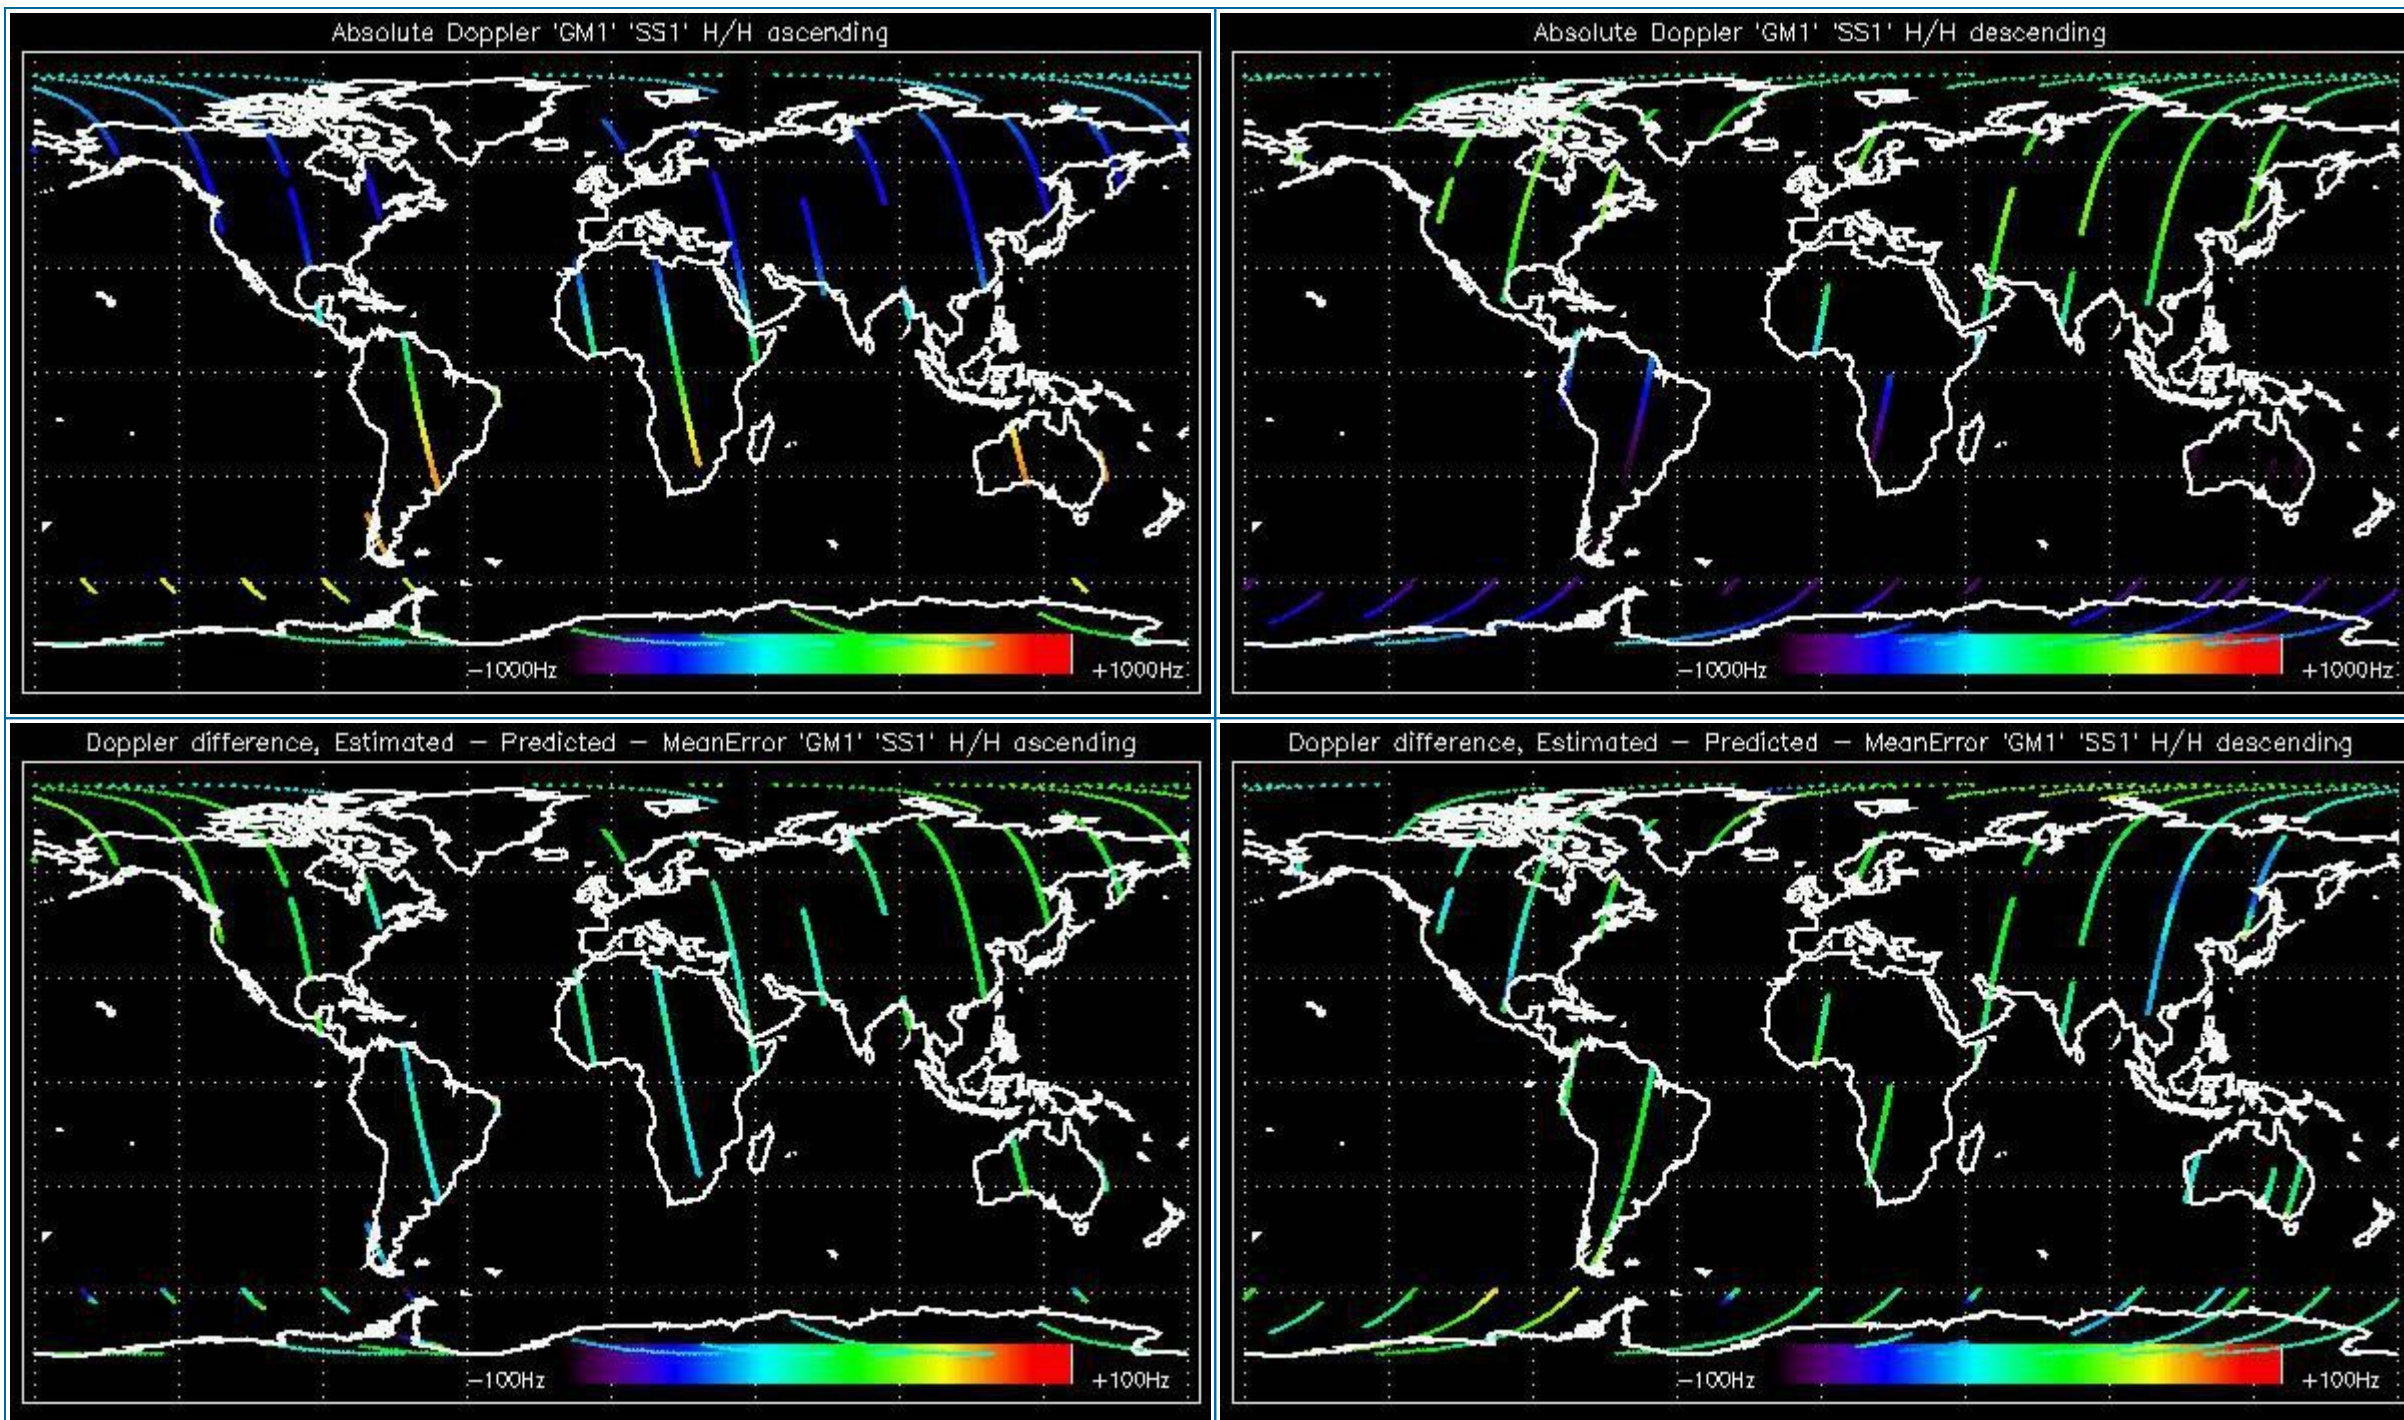 Absolute Doppler 'GM1' 'SS1' H/H ascending
-1000Hz
+1000Hz
Absolute Doppler 'GM1' 'SS1' H/H descending
-1000Hz
+1000Hz
Doppler difference, Estimated - Predicted - MeanError 'GM1' 'SS1' H/H ascending
-100Hz
+100Hz
Doppler difference, Estimated - Predicted - MeanError 'GM1' 'SS1' H/H descending
-100Hz
+100Hz